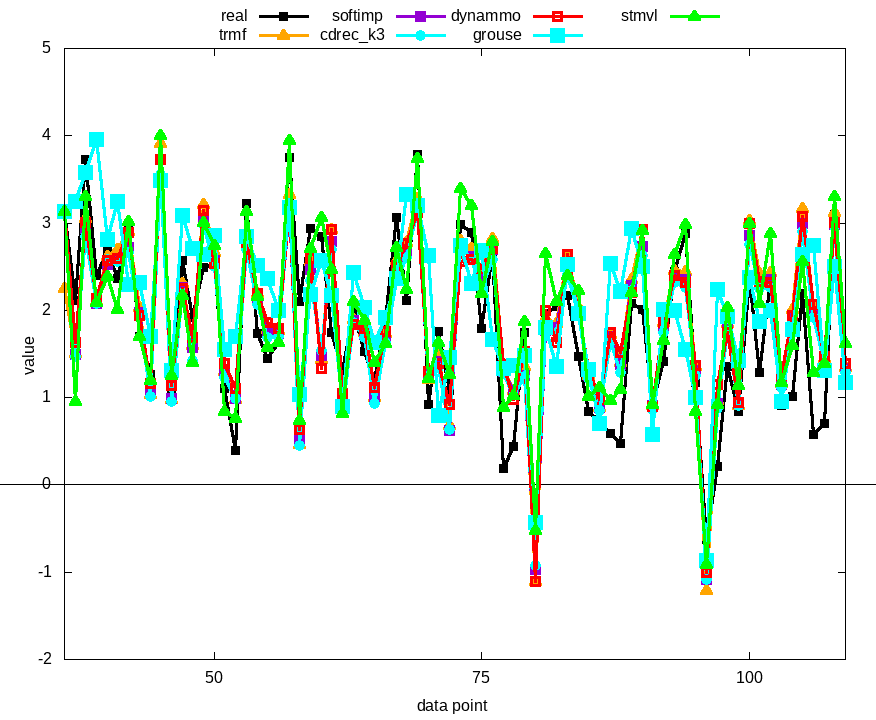 real softimp dynammo stmvl
trmf cdrec_k3 grouse
5
4
3
2
1
0
-1
-2
value
50 75 100
data point